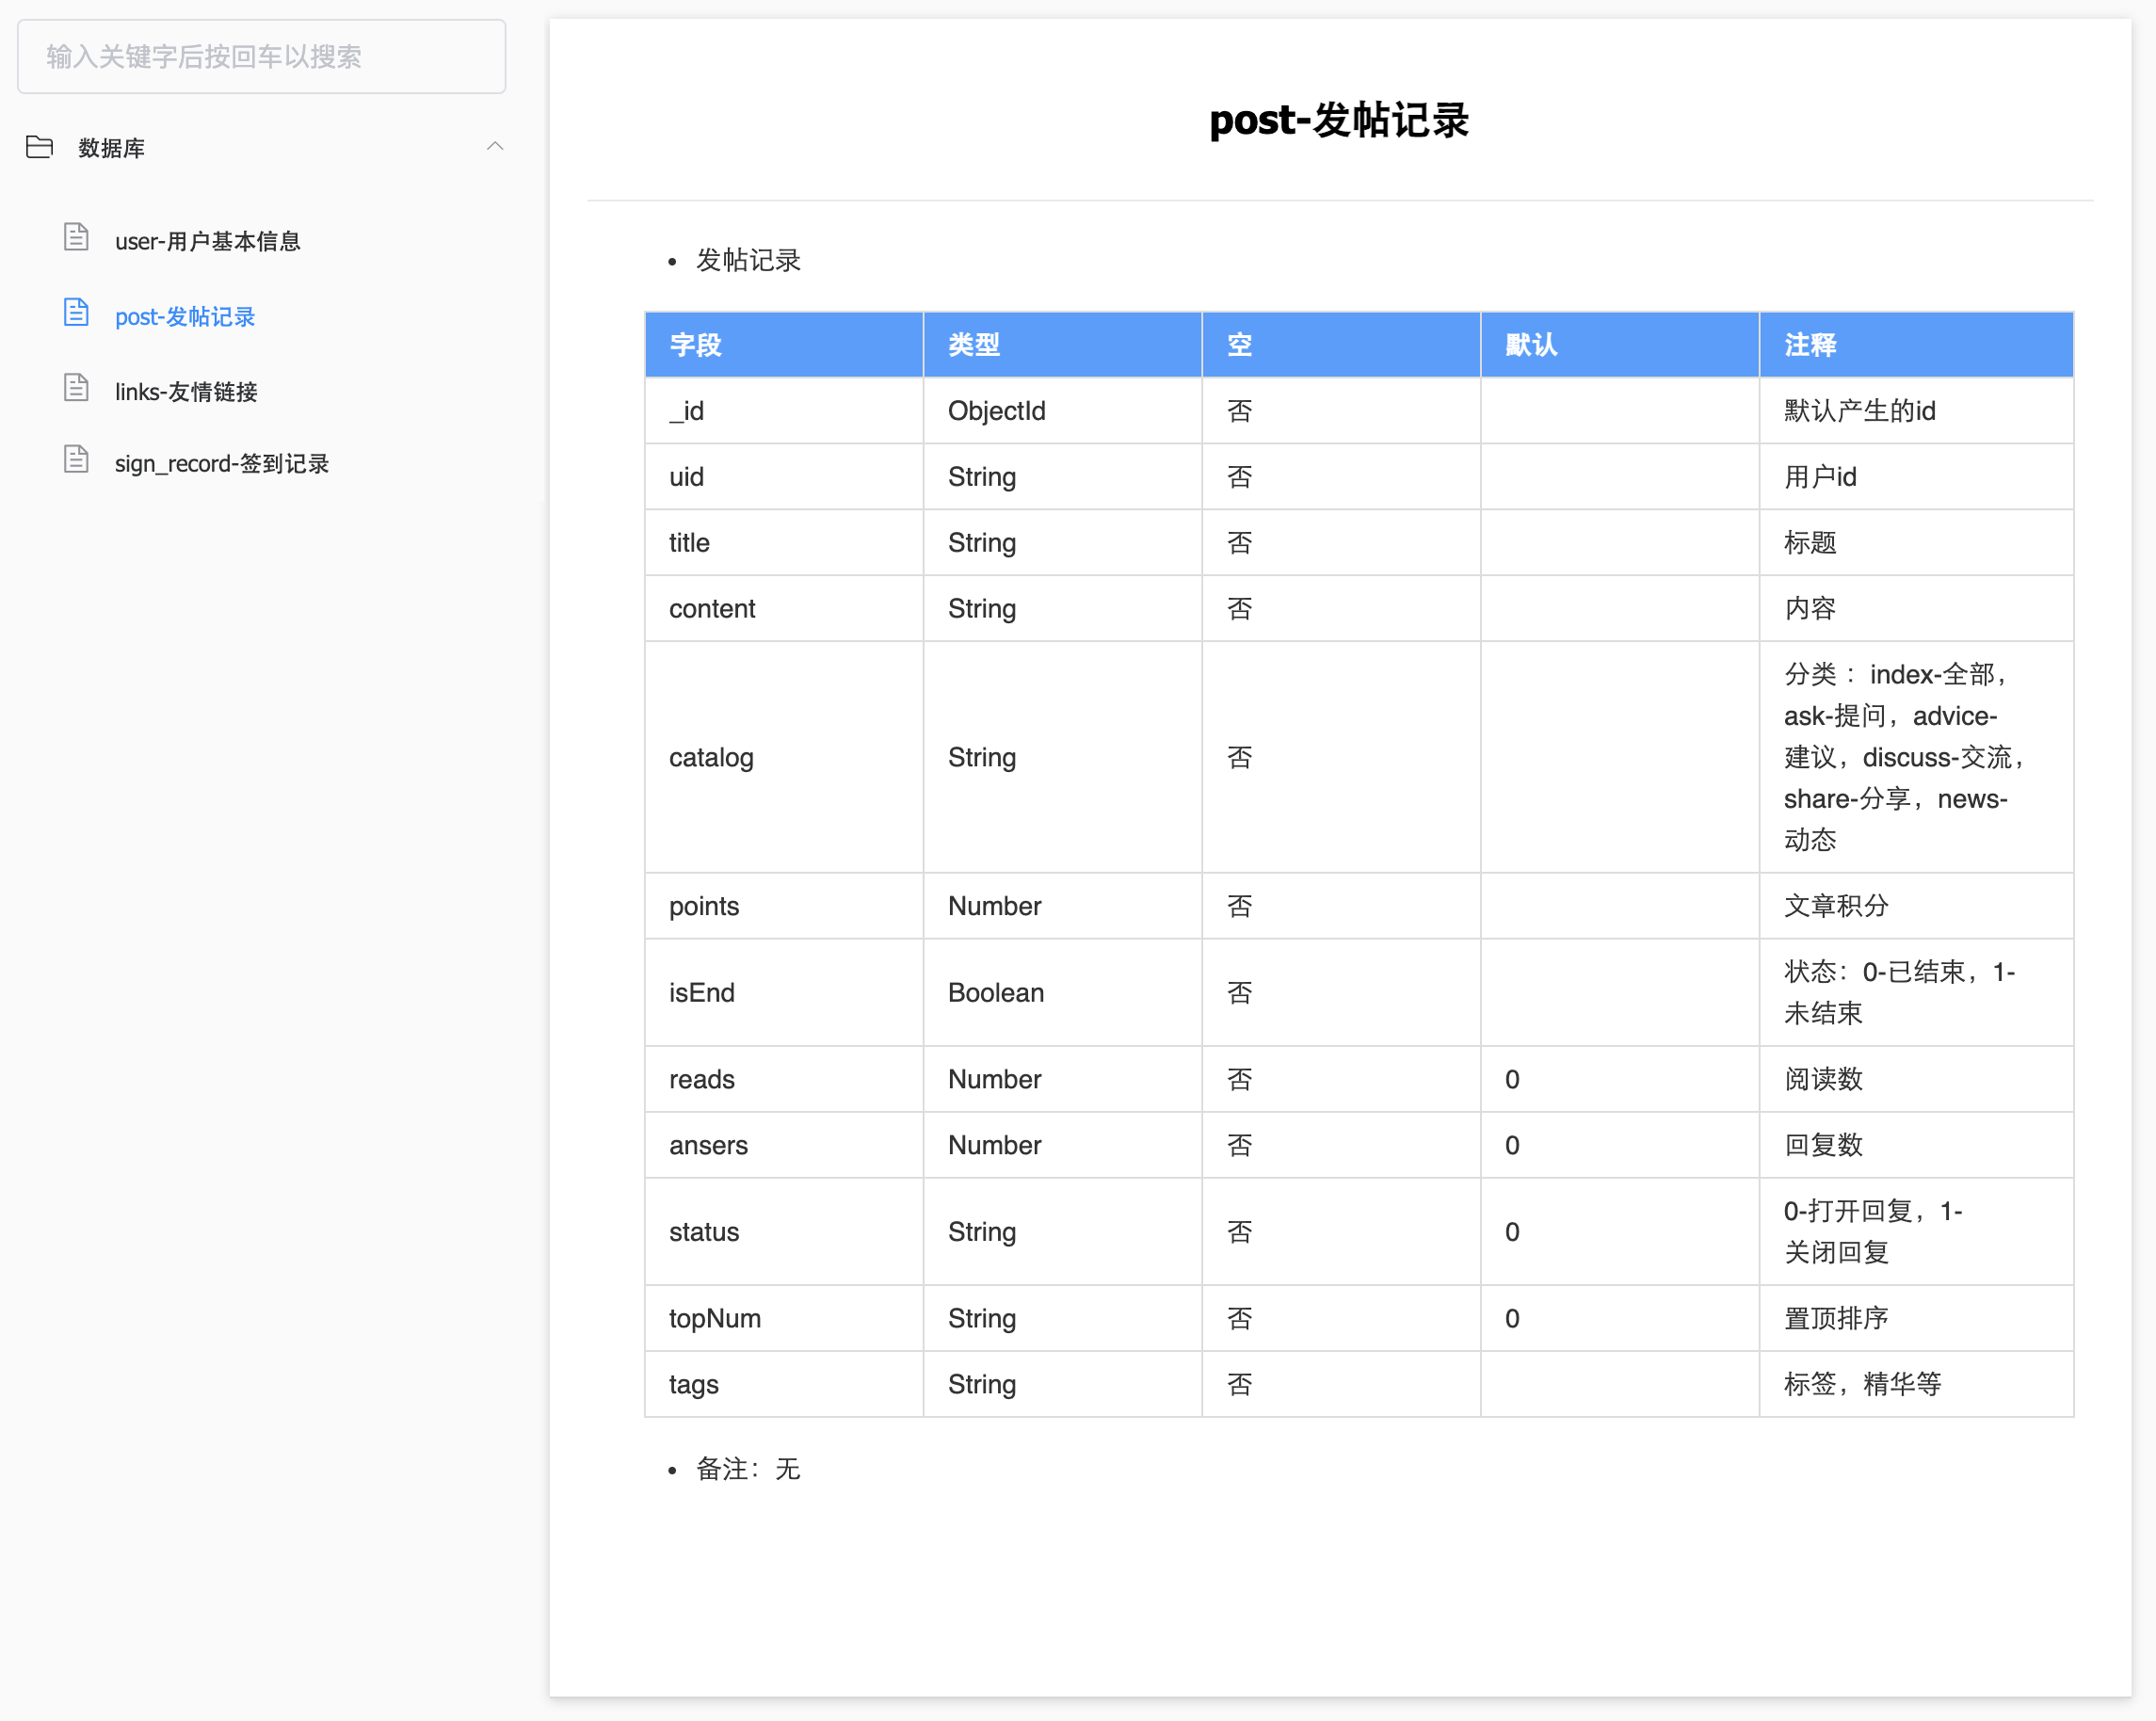 输入关键字后按回车以搜索
数据库
user-用户基本信息
post-发帖记录
links-友情链接
sign_record-签到记录
post-发帖记录
发帖记录
字段 类型 空 默认 注释
_id ObjectId 否 默认产生的id
uid String 否 用户id
title String 否 标题
content String 否 内容
catalog String 否 分类： index-全部，
ask-提问，advice-
建议，discuss-交流，
share-分享，news-
动态
points Number 否 文章积分
isEnd Boolean 否 状态：0-已结束，1-
未结束
reads Number 否 0 阅读数
ansers Number 否 0 回复数
status String 否 0 0-打开回复，1-
关闭回复
topNum String 否 0 置顶排序
tags String 否 标签，精华等
备注：无